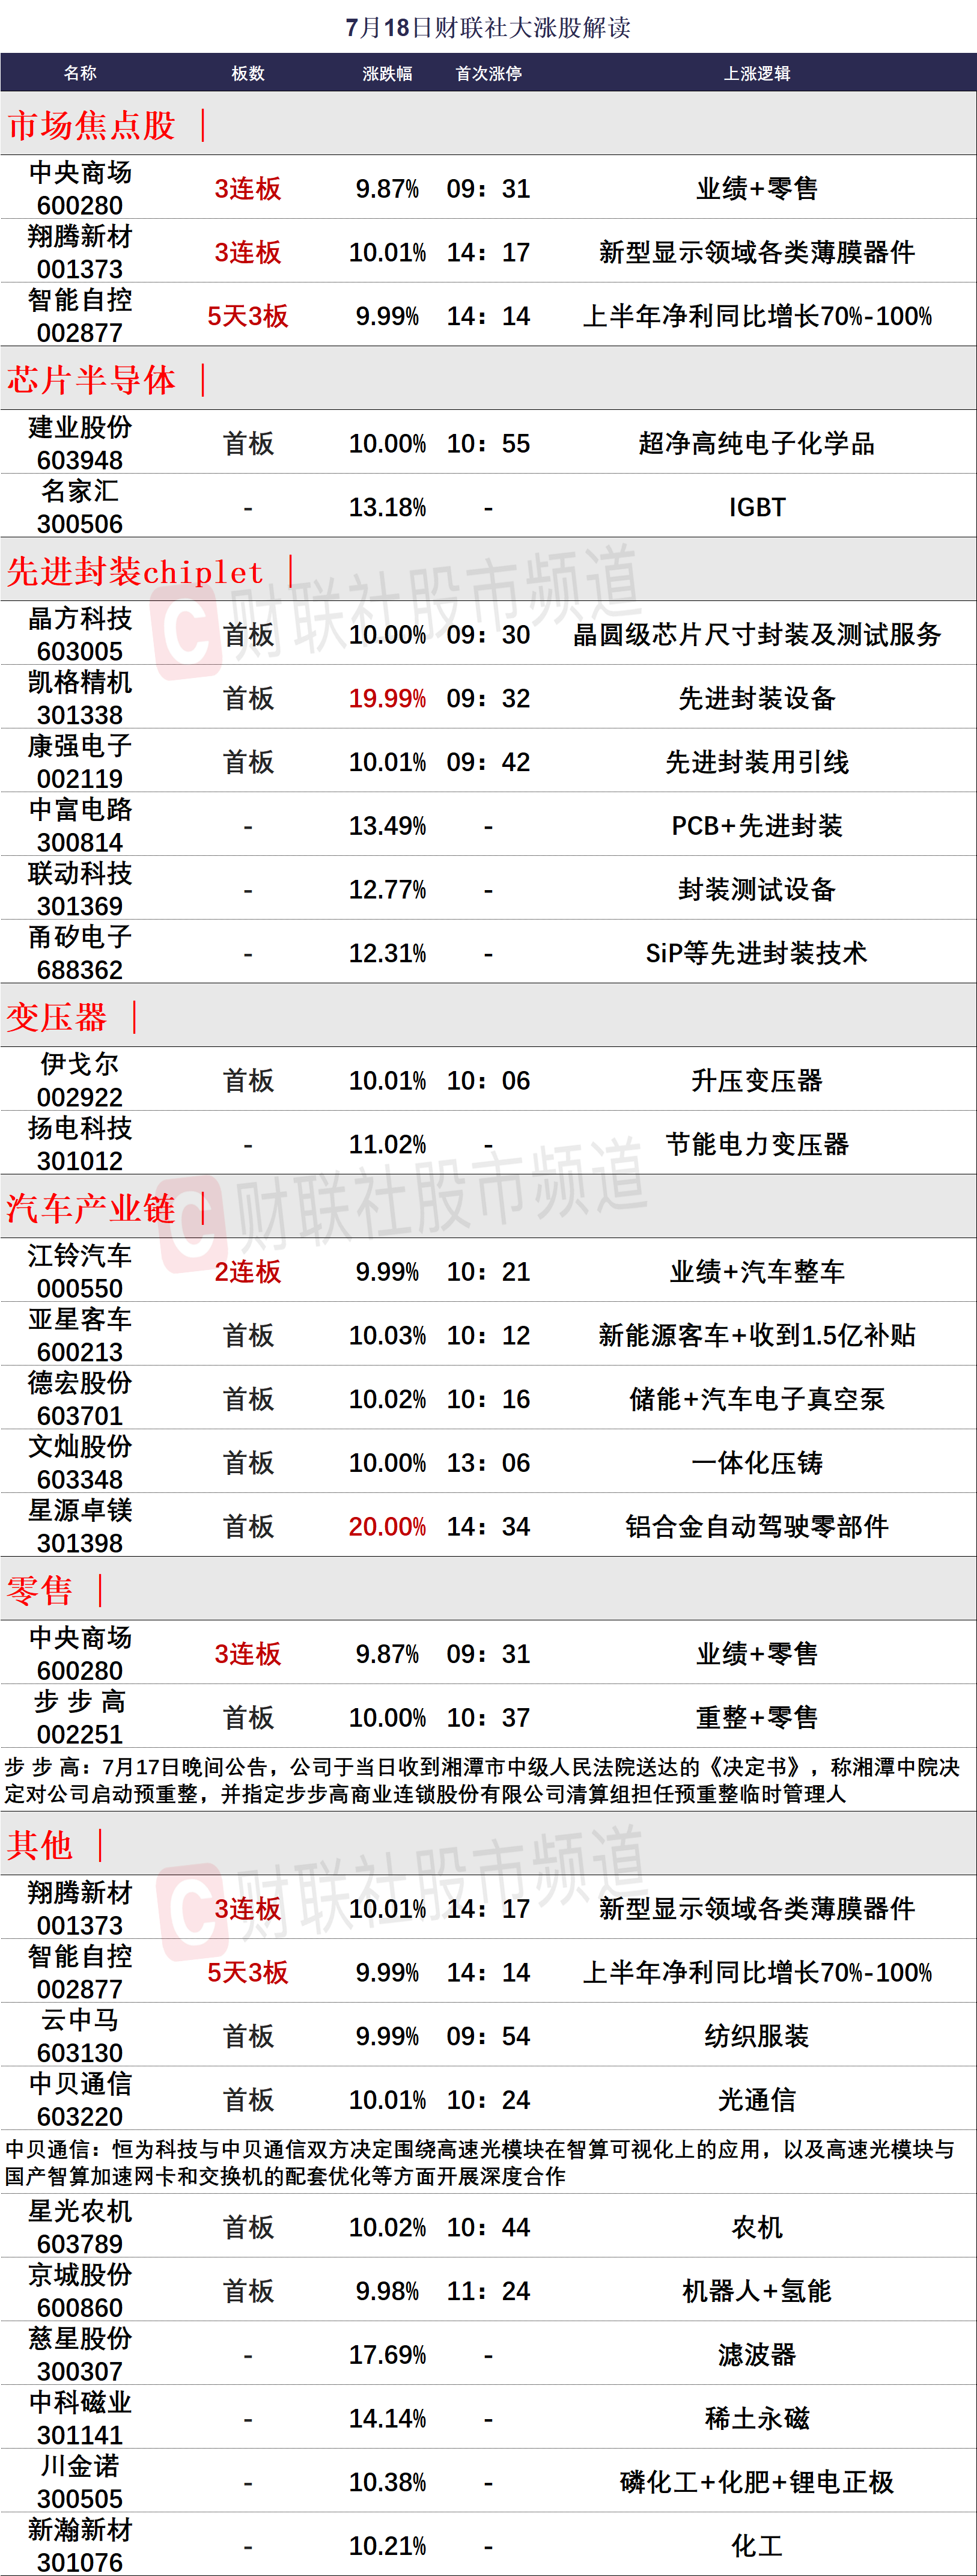 7月18日财联社大涨股解读
名称 板数 涨跌幅 首次涨停 上涨逻辑
市场焦点股 |
中央商场
600280 3连板 9.87% 09：31 业绩+零售
翔腾新材
001373 3连板 10.01% 14：17 新型显示领域各类薄膜器件
智能自控
002877 5天3板 9.99% 14：14 上半年净利同比增长70%-100%
芯片半导体 |
建业股份
603948 首板 10.00% 10：55 超净高纯电子化学品
名家汇
300506 - 13.18% - IGBT
先进封装chiplet |
晶方科技
603005 首板 10.00% 09：30 晶圆级芯片尺寸封装及测试服务
凯格精机
301338 首板 19.99% 09：32 先进封装设备
康强电子
002119 首板 10.01% 09：42 先进封装用引线
中富电路
300814 - 13.49% - PCB+先进封装
联动科技
301369 - 12.77% - 封装测试设备
甬矽电子
688362 - 12.31% - SiP等先进封装技术
财联社股市频道
变压器 |
伊戈尔
002922 首板 10.01% 10：06 升压变压器
扬电科技
301012 - 11.02% - 节能电力变压器
汽车产业链 |
财联社股市频道
江铃汽车
000550 2连板 9.99% 10：21 业绩+汽车整车
亚星客车
600213 首板 10.03% 10：12 新能源客车+收到1.5亿补贴
德宏股份
603701 首板 10.02% 10：16 储能+汽车电子真空泵
文灿股份
603348 首板 10.00% 13：06 一体化压铸
星源卓镁
301398 首板 20.00% 14：34 铝合金自动驾驶零部件
零售 |
中央商场
600280 3连板 9.87% 09：31 业绩+零售
步 步 高
002251 首板 10.00% 10：37 重整+零售
步 步 高：7月17日晚间公告，公司于当日收到湘潭市中级人民法院送达的《决定书》，称湘潭中院决
定对公司启动预重整，并指定步步高商业连锁股份有限公司清算组担任预重整临时管理人
其他 |
财联社股市频道
翔腾新材
001373 3连板 10.01% 14：17 新型显示领域各类薄膜器件
智能自控
002877 5天3板 9.99% 14：14 上半年净利同比增长70%-100%
云中马
603130 首板 9.99% 09：54 纺织服装
中贝通信
603220 首板 10.01% 10：24 光通信
中贝通信：恒为科技与中贝通信双方决定围绕高速光模块在智算可视化上的应用，以及高速光模块与
国产智算加速网卡和交换机的配套优化等方面开展深度合作
星光农机
603789 首板 10.02% 10：44 农机
京城股份
600860 首板 9.98% 11：24 机器人+氢能
慈星股份
300307 - 17.69% - 滤波器
中科磁业
301141 - 14.14% - 稀土永磁
川金诺
300505 - 10.38% - 磷化工+化肥+锂电正极
新瀚新材
301076 - 10.21% - 化工